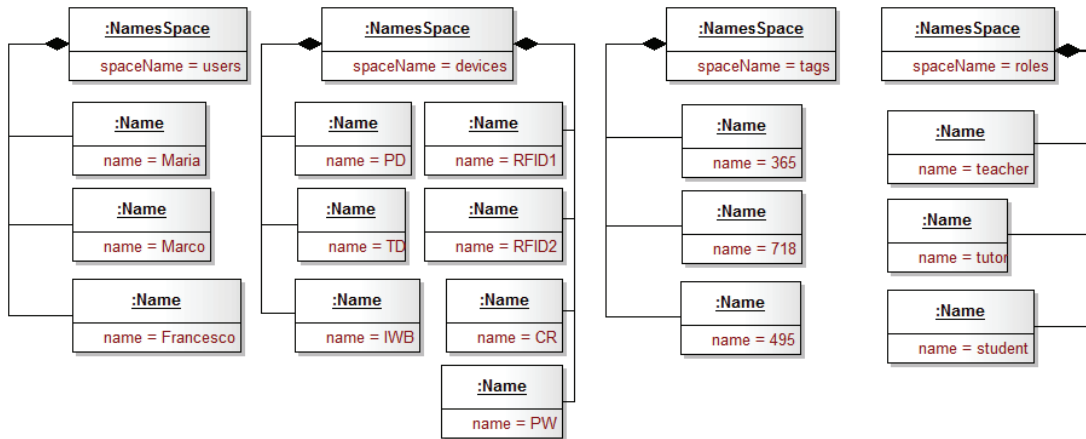 :NamesSpace
spaceName = users
:Name
name = Maria
:Name
name = Marco
:Name
name = Francesco
:NamesSpace
spaceName = devices
:Name
name = PD
:Name
name = RFID1
:Name
name = TD
:Name
name = RFID2
:Name
name = IWB
:Name
name = CR
:Name
name = PW
:NamesSpace
spaceName = tags
:Name
name = 365
:Name
name = 718
:Name
name = 495
:NamesSpace
spaceName = roles
:Name
name = teacher
:Name
name = tutor
:Name
name = student